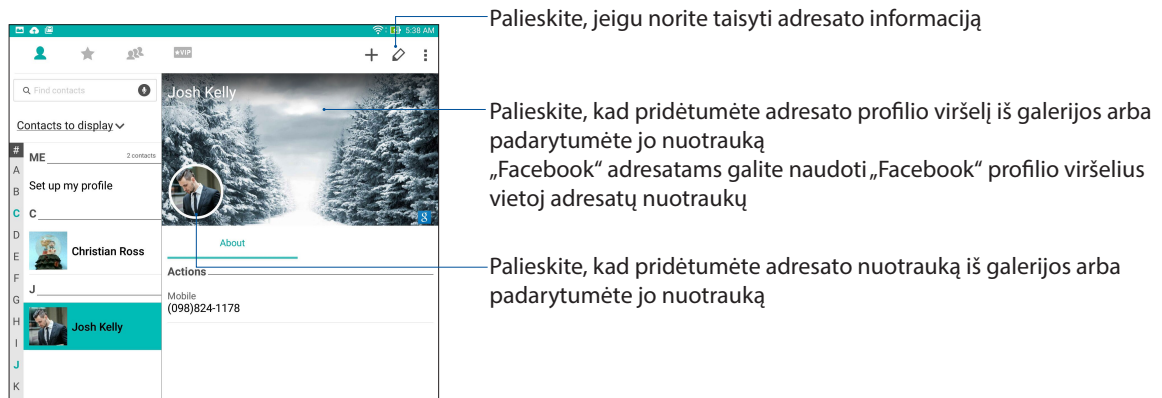 5:38 AM
★VIP
Find contacts
Contacts to display
#
ME
2 contacts
A
B
Set up my profile
C
C
D
E
Christian Ross
F
G
J
H
Josh Kelly
I
J
K
Josh Kelly
8
About
Actions
Mobile
(098)824-1178
Palieskite, jeigu norite taisyti adresato informaciją
Palieskite, kad pridėtumėte adresato profilio viršelį iš galerijos arba
padarytumėte jo nuotrauką
„Facebook“ adresatams galite naudoti „Facebook“ profilio viršelius
vietoj adresatų nuotraukų
Palieskite, kad pridėtumėte adresato nuotrauką iš galerijos arba
padarytumėte jo nuotrauką